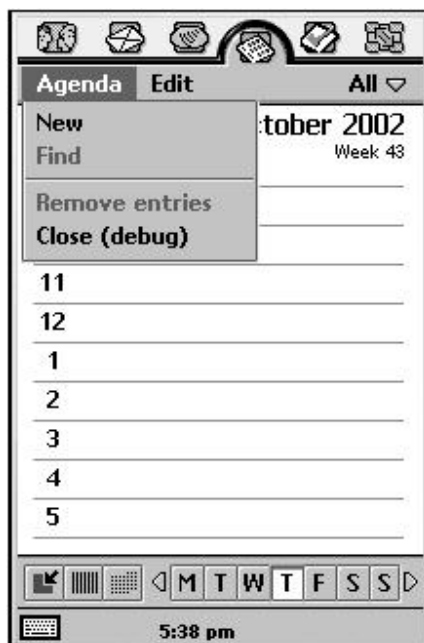 Agenda Edit All
New
Find
Remove entries
Close (debug)
tober 2002
Week 43
11
12
1
2
3
4
5
M T W T F S S
5:38 pm